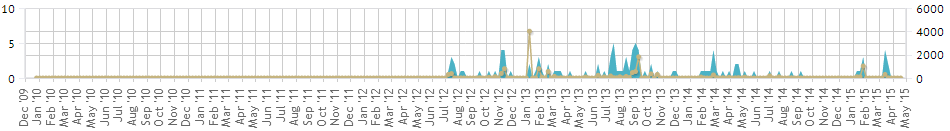 10
5
0
6000
4000
2000
0
Dec '09
Jan '10
Feb '10
Mar '10
Apr '10
May '10
Jun '10
Jul '10
Aug '10
Sep '10
Oct '10
Nov '10
Dec '10
Jan '11
Feb '11
Mar '11
Apr '11
May '11
Jun '11
Jul '11
Aug '11
Sep '11
Oct '11
Nov '11
Dec '11
Jan '12
Feb '12
Mar '12
Apr '12
May '12
Jun '12
Jul '12
Aug '12
Sep '12
Oct '12
Nov '12
Dec '12
Jan '13
Feb '13
Mar '13
Apr '13
May '13
Jun '13
Jul '13
Aug '13
Sep '13
Oct '13
Nov '13
Dec '13
Jan '14
Feb '14
Mar '14
Apr '14
May '14
Jun '14
Jul '14
Aug '14
Sep '14
Oct '14
Nov '14
Dec '14
Jan '15
Feb '15
Mar '15
Apr '15
May '15